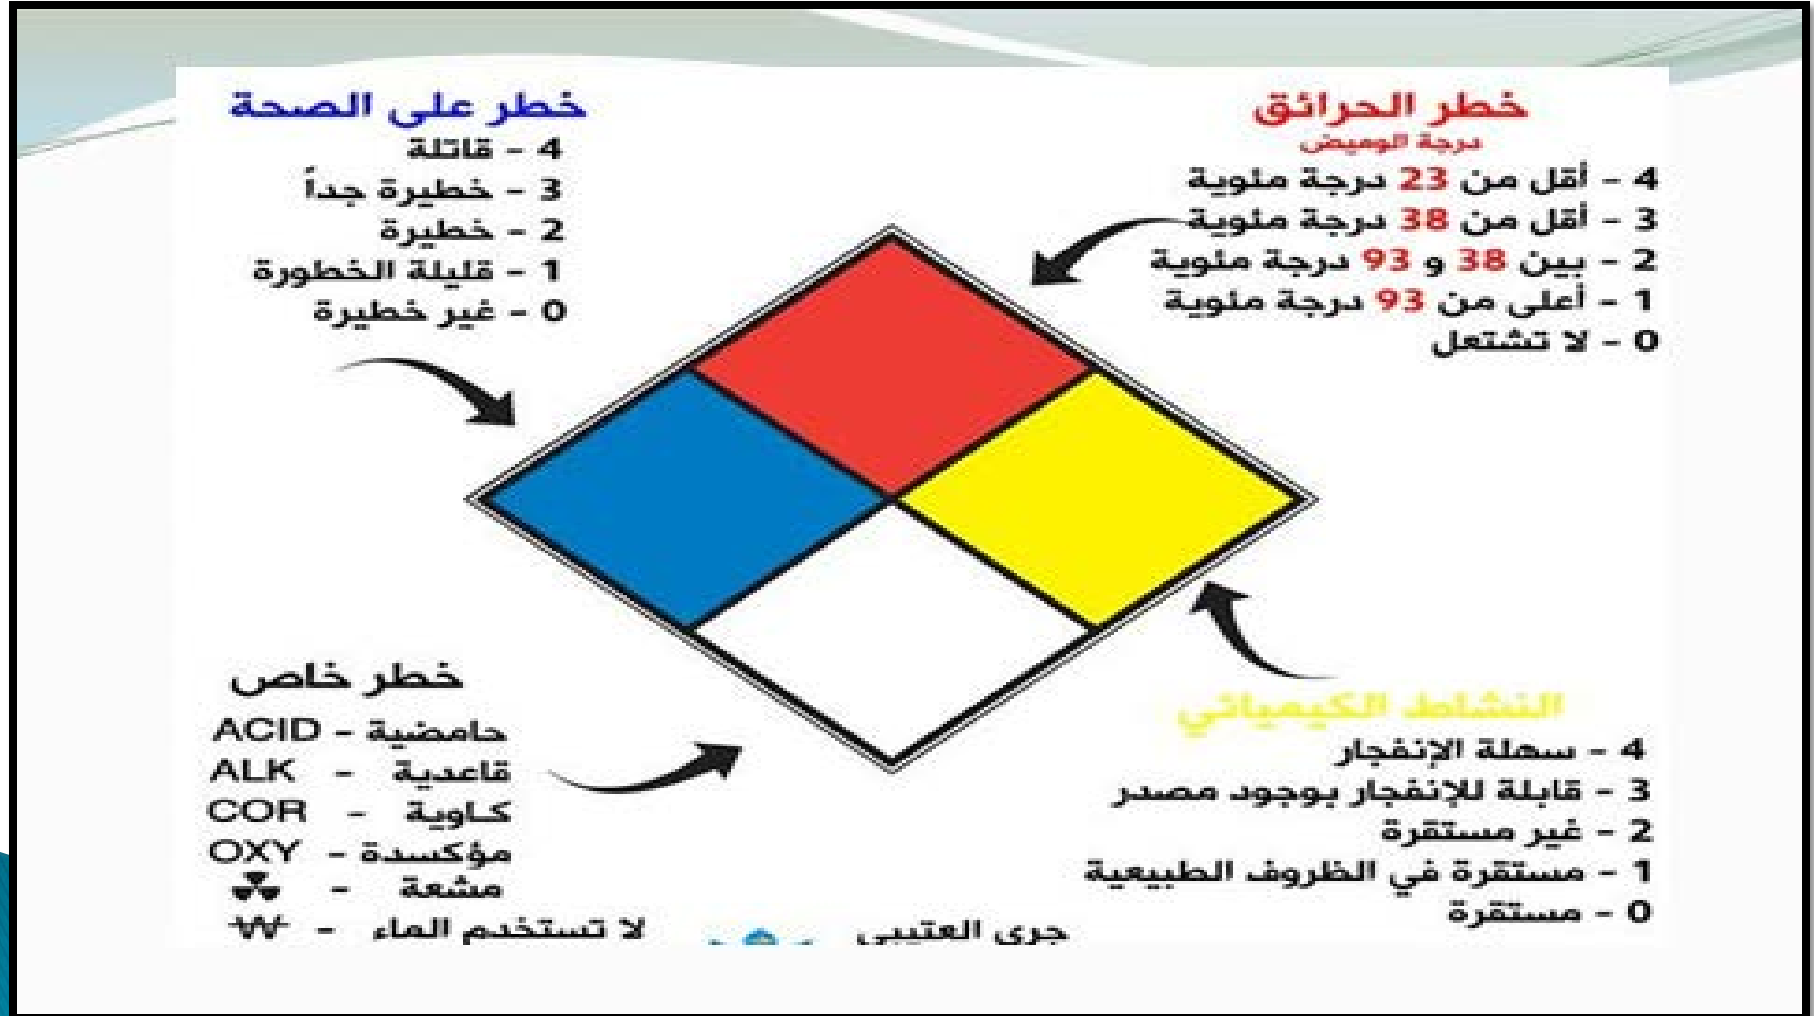 خطر الحرائق
درجة الوميض
4 - أقل من 23 درجة مئوية
3 - أقل من 38 درجة مئوية
2 - بين 38 و 93 درجة مئوية
1 - أعلى من 93 درجة مئوية
0 - لا تشتعل
خطر على الصحة
4 - قاتلة
3 - خطيرة جداً
2 - خطيرة
1 - قليلة الخطورة
0 - غير خطيرة
النشاط الكيميائي
4 - سهلة الإنفجار
3 - قابلة للإنفجار بوجود مصدر
2 - غير مستقرة
1 - مستقرة في الظروف الطبيعية
0 - مستقرة
خطر خاص
حامضية - ACID
قاعدية - ALK
كاوية - COR
مؤكسدة - OXY
مشعة - ☢
لا تستخدم الماء - W̶
جري العتيبي